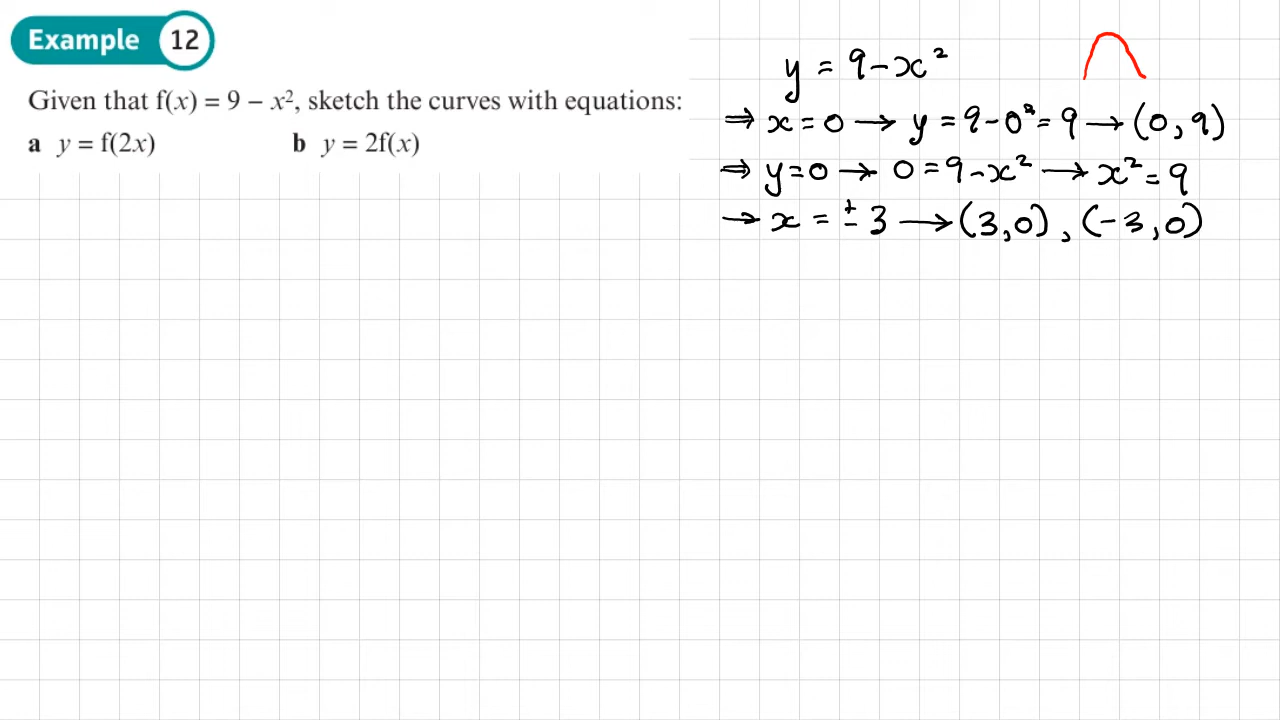 Example 12
Given that f(x) = 9 − x², sketch the curves with equations:
a y = f(2x) b y = 2f(x)
y = 9-x²
⇒ x = 0 → y = 9-0² = 9 → (0,9)
⇒ y=0 → 0 = 9-x² → x² = 9
→ x = ± 3 → (3,0), (-3,0)